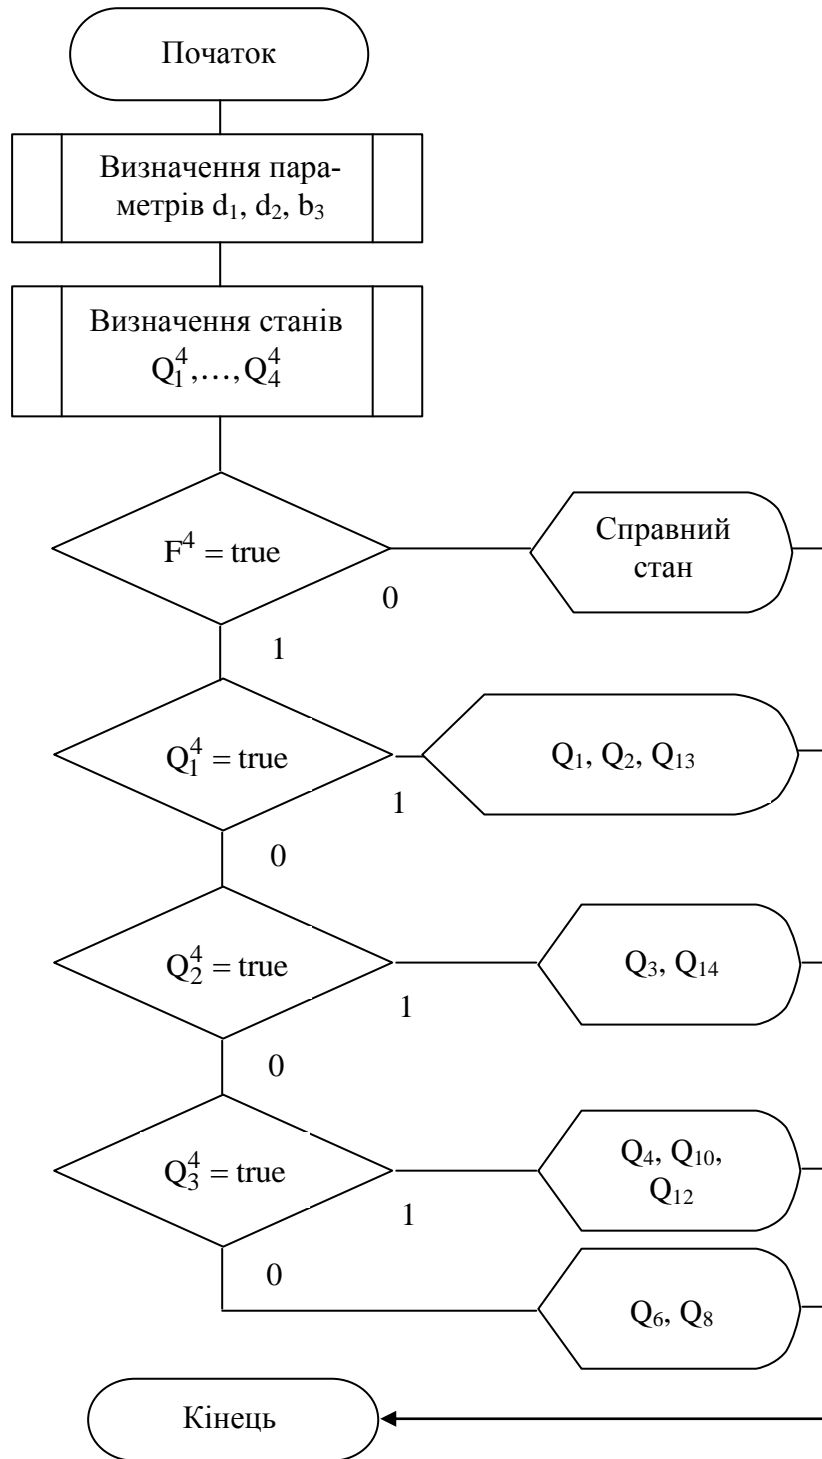 Початок
Визначення пара-
метрів d₁, d₂, b₃
Визначення станів
Q₁⁴,…,Q₄⁴
F⁴ = true
0
Справний
стан
1
Q₁⁴ = true
1
Q₁, Q₂, Q₁₃
0
Q₂⁴ = true
1
Q₃, Q₁₄
0
Q₃⁴ = true
1
Q₄, Q₁₀,
Q₁₂
0
Q₆, Q₈
Кінець